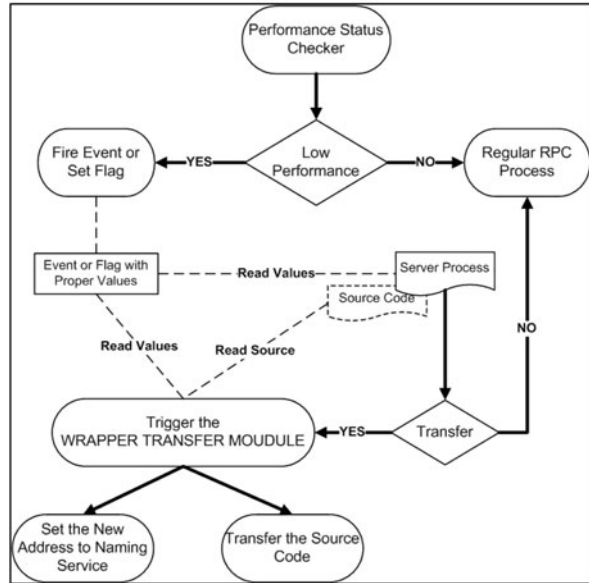 Performance Status
Checker
Low
Performance
YES
NO
Fire Event or
Set Flag
Regular RPC
Process
Event or Flag with
Proper Values
Read Values
Server Process
Source Code
Read Values
Read Source
NO
Trigger the
WRAPPER TRANSFER MOUDULE
YES
Transfer
Set the New
Address to Naming
Service
Transfer the Source
Code